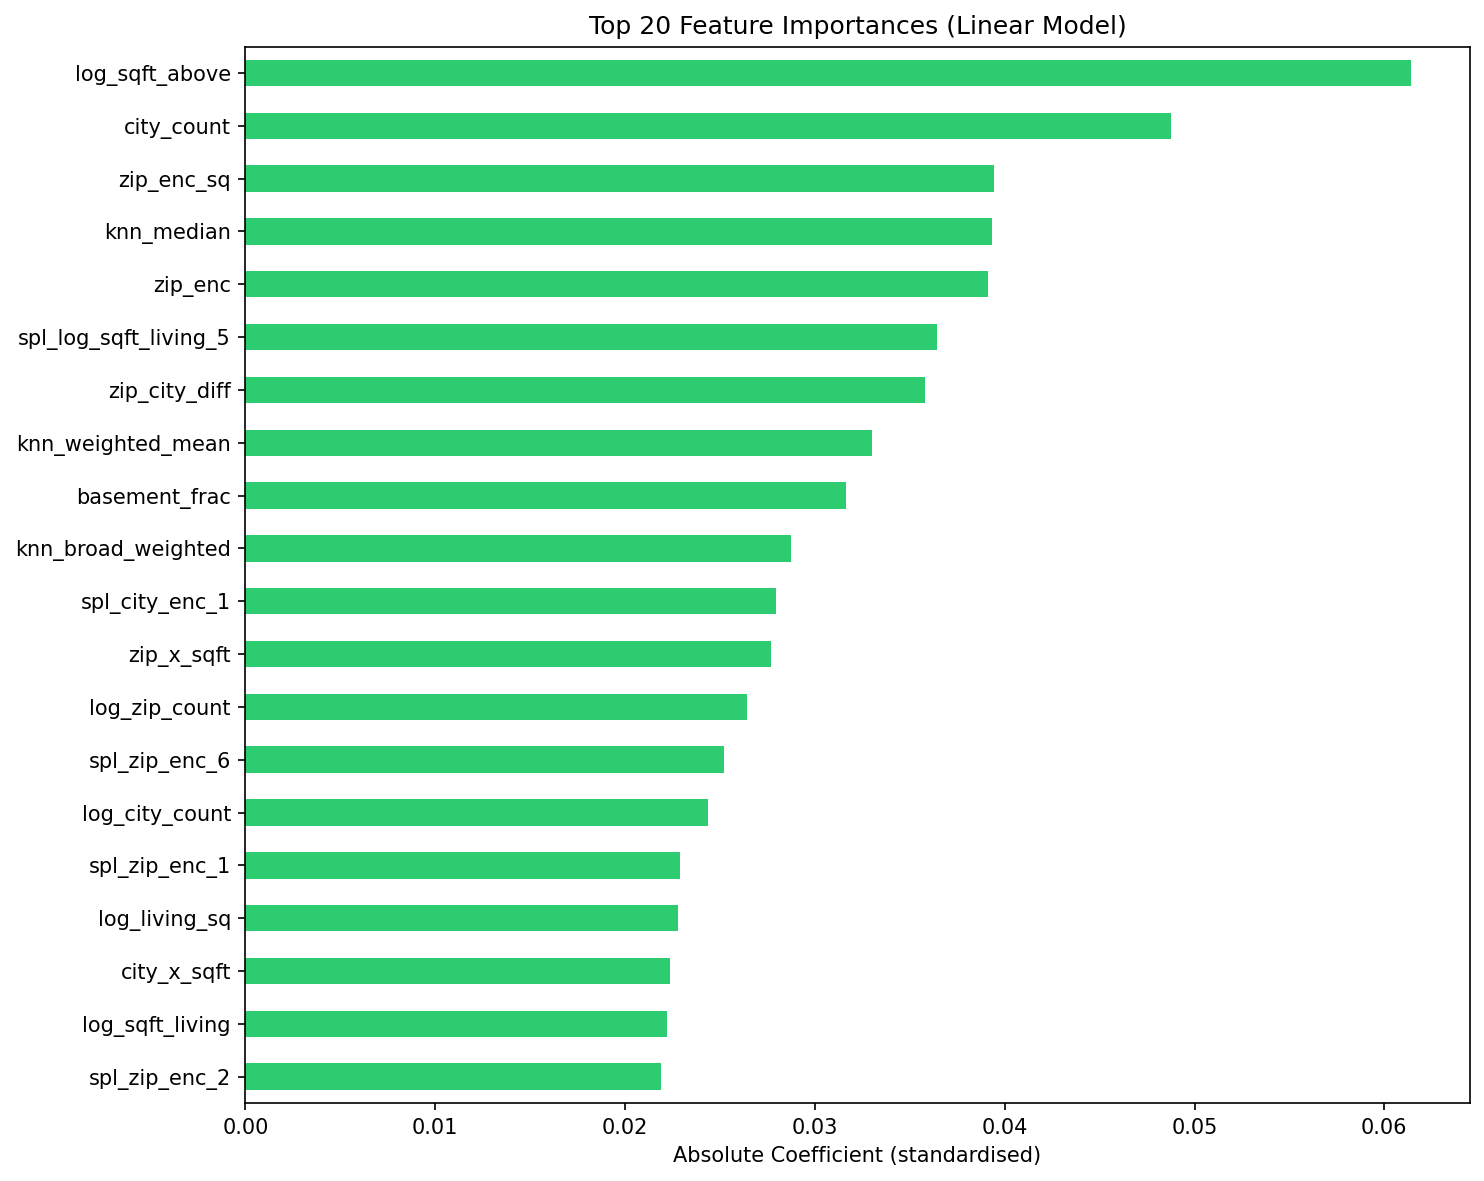 Top 20 Feature Importances (Linear Model)
log_sqft_above
city_count
zip_enc_sq
knn_median
zip_enc
spl_log_sqft_living_5
zip_city_diff
knn_weighted_mean
basement_frac
knn_broad_weighted
spl_city_enc_1
zip_x_sqft
log_zip_count
spl_zip_enc_6
log_city_count
spl_zip_enc_1
log_living_sq
city_x_sqft
log_sqft_living
spl_zip_enc_2
0.00 0.01 0.02 0.03 0.04 0.05 0.06
Absolute Coefficient (standardised)